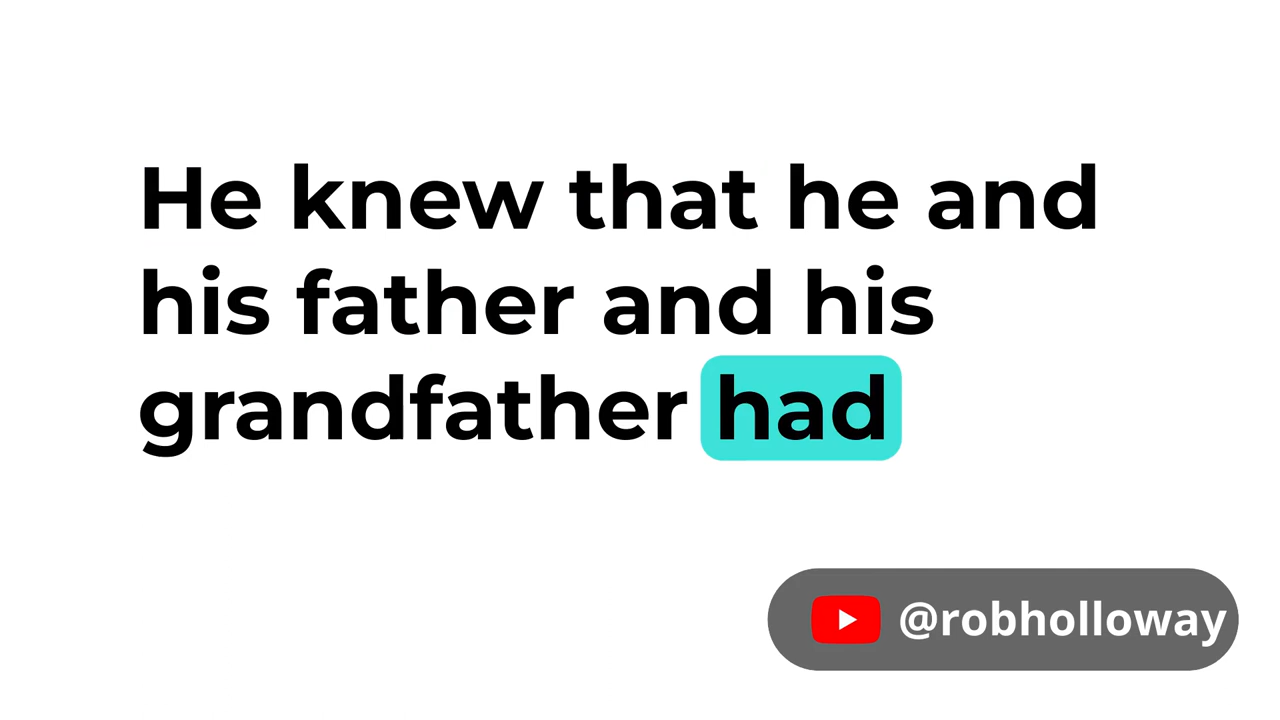 He knew that he and
his father and his
grandfather had
@robholloway